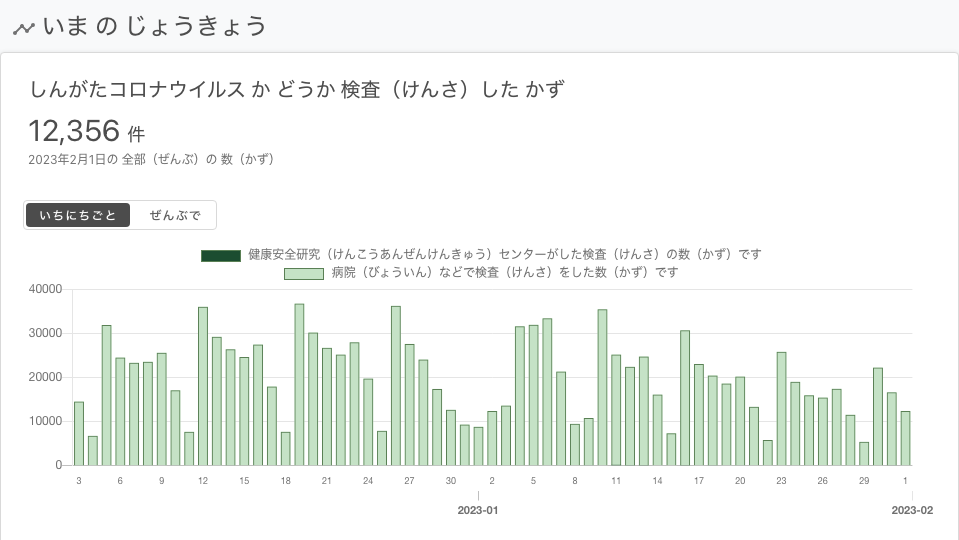 いま の じょうきょう
しんがたコロナウイルス か どうか 検査（けんさ）した かず
12,356 件
2023年2月1日の 全部（ぜんぶ）の 数（かず）
いちにちごと ぜんぶで
健康安全研究（けんこうあんぜんけんきゅう）センターがした検査（けんさ）の数（かず）です
病院（びょういん）などで検査（けんさ）をした数（かず）です
40000
30000
20000
10000
0
3 6 9 12 15 18 21 24 27 30 2 5 8 11 14 17 20 23 26 29 1
2023-01 2023-02